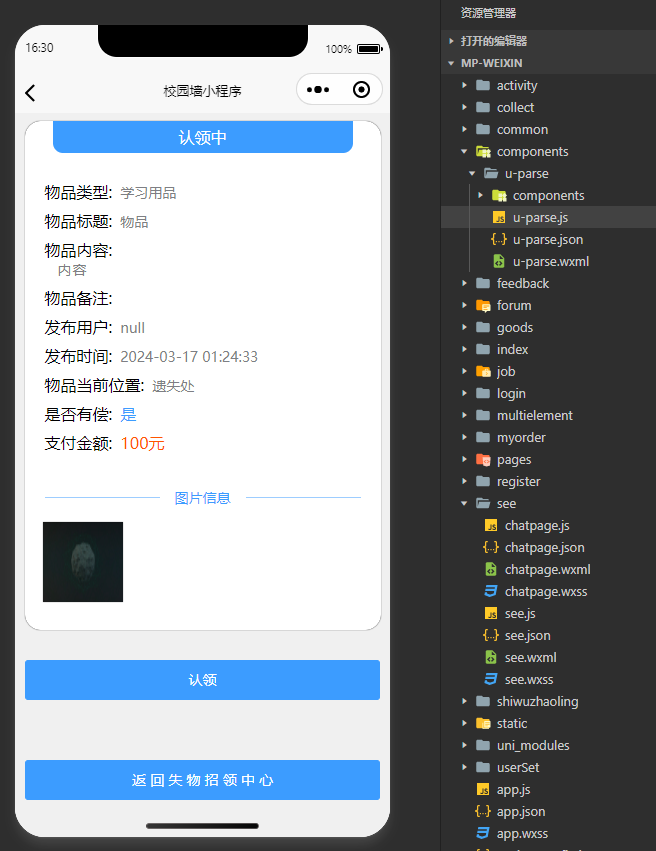 16:30
100%
校园墙小程序
认领中
物品类型: 学习用品
物品标题: 物品
物品内容:
内容
物品备注:
发布用户: null
发布时间: 2024-03-17 01:24:33
物品当前位置: 遗失处
是否有偿: 是
支付金额: 100元
图片信息
认领
返回失物招领中心
资源管理器
打开的编辑器
MP-WEIXIN
activity
collect
common
components
u-parse
components
JS u-parse.js
{..} u-parse.json
u-parse.wxml
feedback
forum
goods
index
job
login
multielement
myorder
pages
register
see
JS chatpage.js
{..} chatpage.json
chatpage.wxml
chatpage.wxss
JS see.js
{..} see.json
see.wxml
see.wxss
shiwuzhaoling
static
uni_modules
userSet
JS app.js
{..} app.json
app.wxss